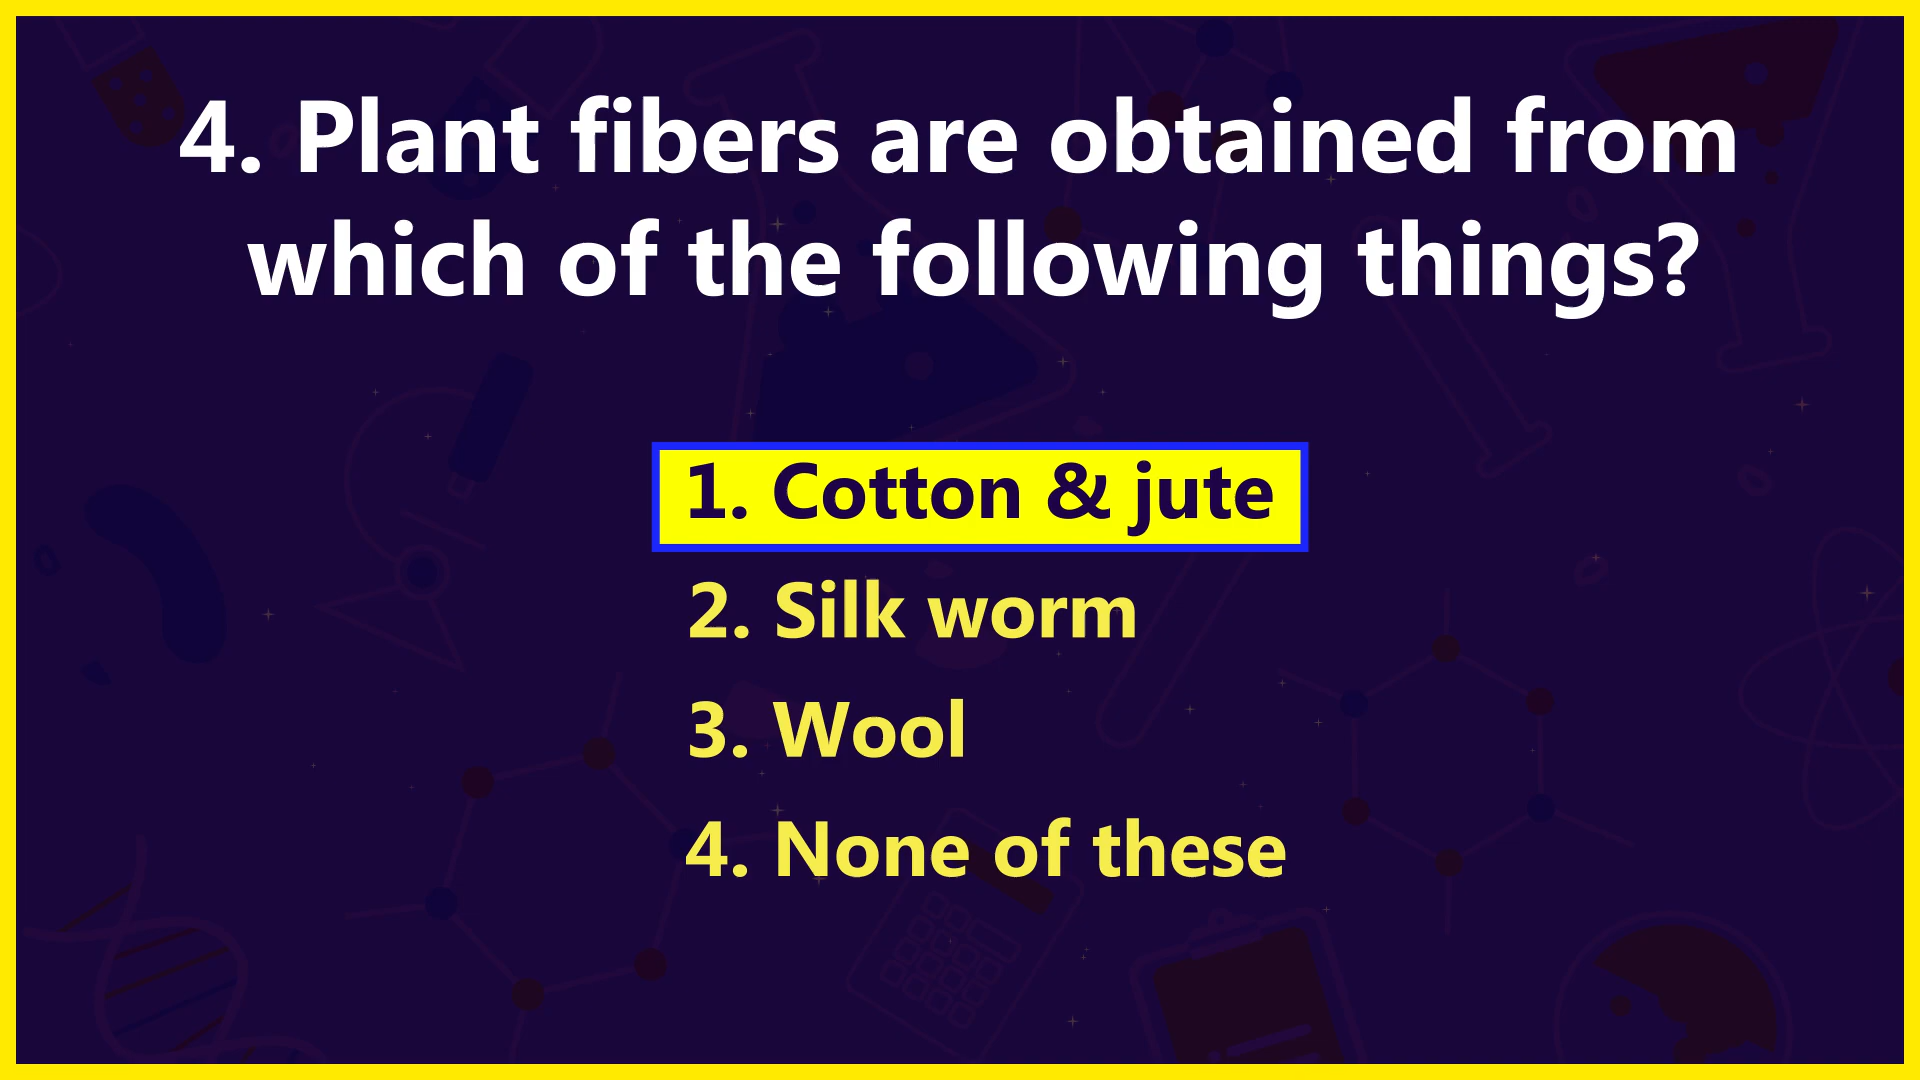 4. Plant fibers are obtained from
which of the following things?
1. Cotton & jute
2. Silk worm
3. Wool
4. None of these